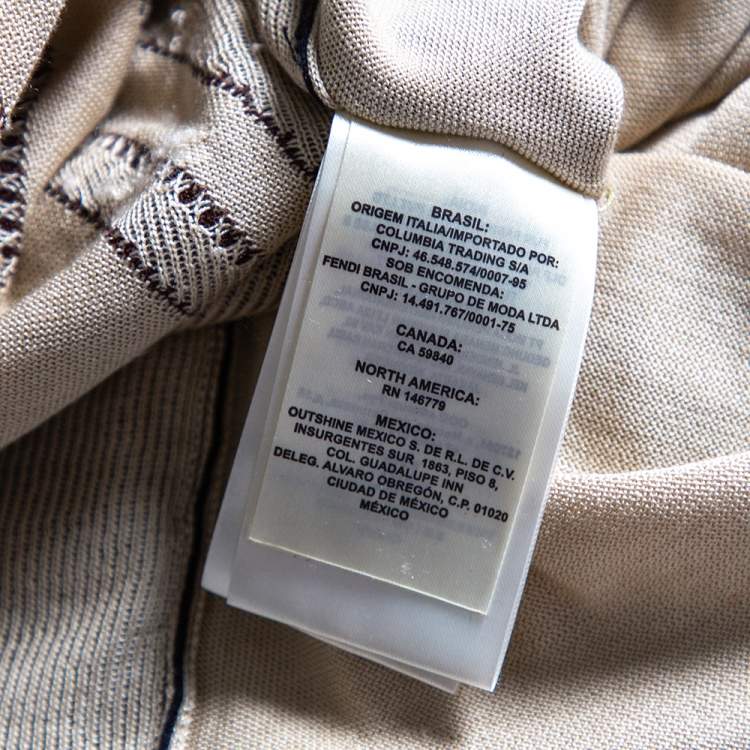 BRASIL:
ORIGEM ITALIA/IMPORTADO POR:
COLUMBIA TRADING S/A
CNPJ: 46.548.574/0007-95
SOB ENCOMENDA:
FENDI BRASIL - GRUPO DE MODA LTDA
CNPJ: 14.491.767/0001-75
CANADA:
CA 59840
NORTH AMERICA:
RN 146779
MEXICO:
OUTSHINE MEXICO S. DE R.L. DE C.V.
INSURGENTES SUR 1863, PISO 8,
COL. GUADALUPE INN
DELEG. ALVARO OBREGÓN, C.P. 01020
CIUDAD DE MÉXICO
MÉXICO